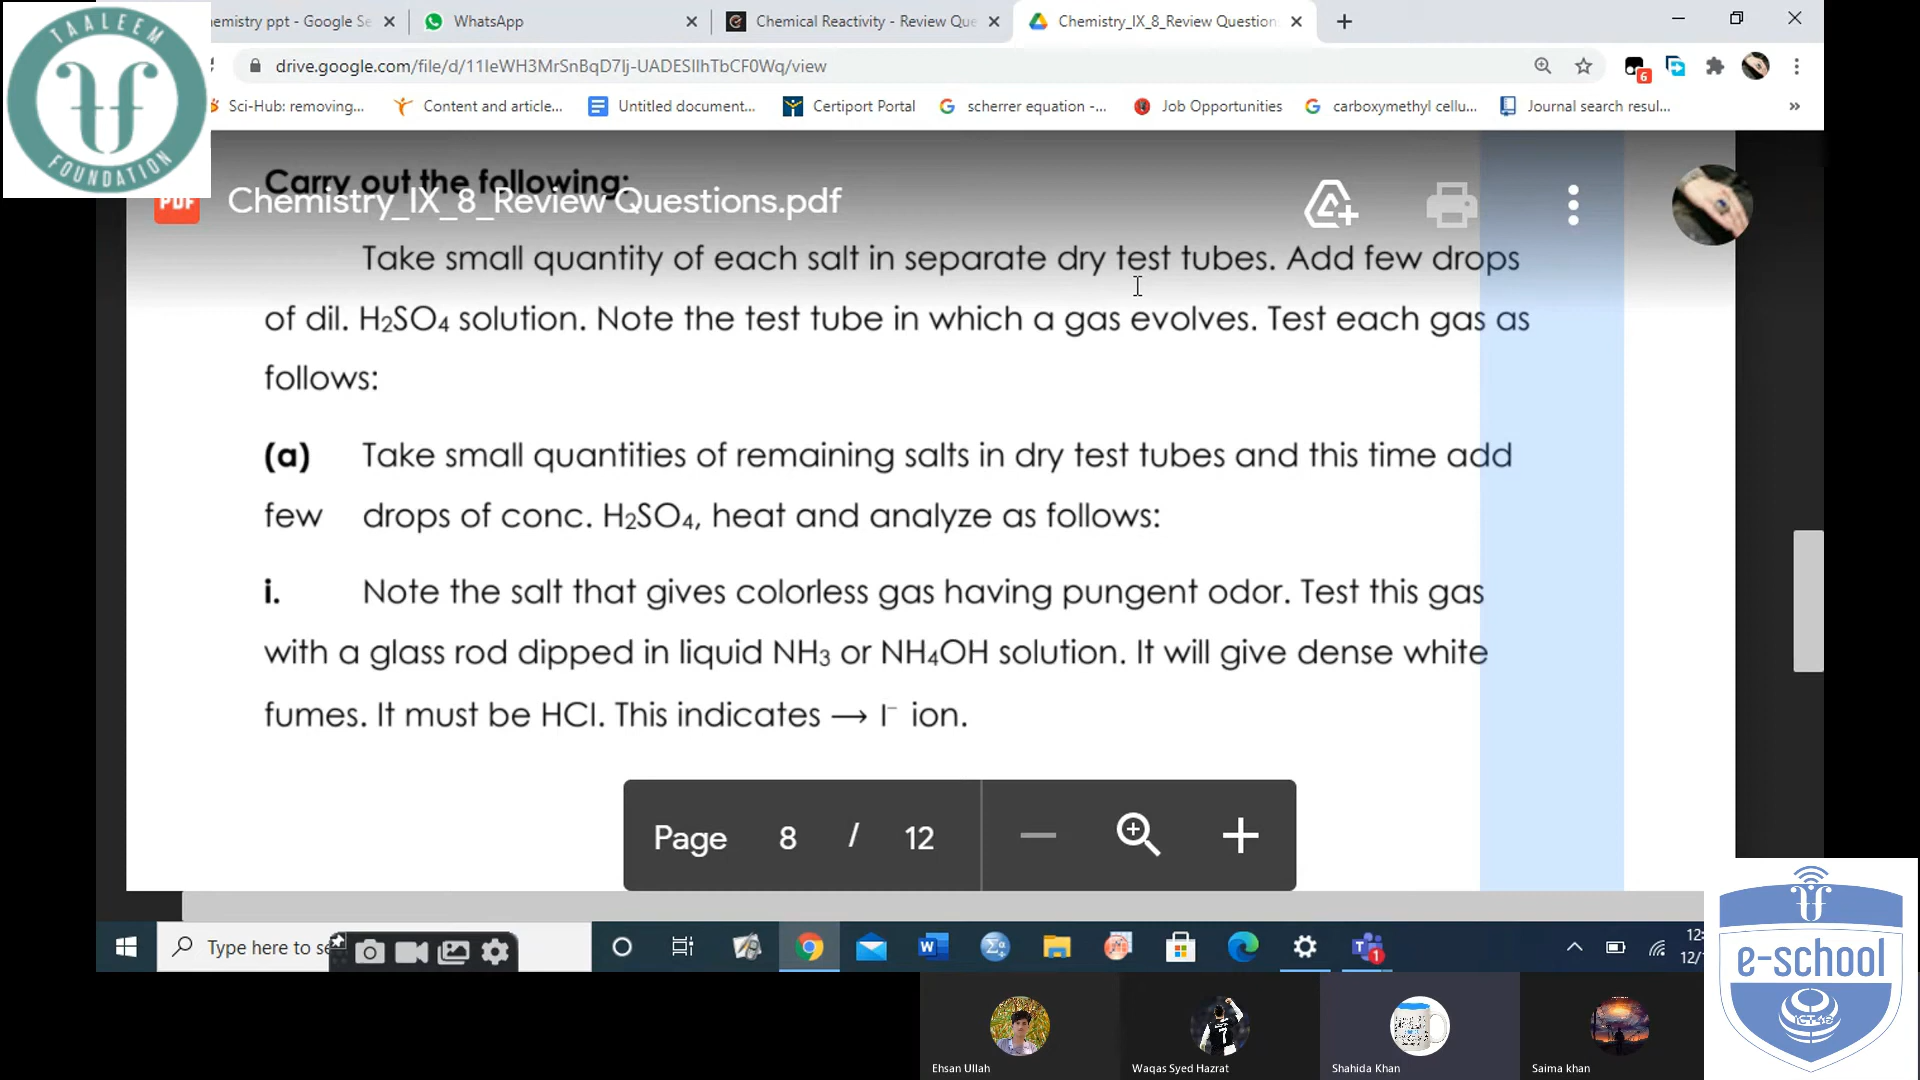 TAALEEM
FOUNDATION
emistry ppt - Google Se
WhatsApp
Chemical Reactivity - Review Que
Chemistry_IX_8_Review Question
drive.google.com/file/d/11IeWH3MrSnBqD7Ij-UADESIIhTbCF0Wq/view
6
Sci-Hub: removing...
Content and article...
Untitled document...
Certiport Portal
scherrer equation -...
Job Opportunities
carboxymethyl cellu...
Journal search resul...
»
Carry out the following:
PDF
Chemistry_IX_8_Review Questions.pdf
Take small quantity of each salt in separate dry test tubes. Add few drops
of dil. H2SO4 solution. Note the test tube in which a gas evolves. Test each gas as
follows:
(a) Take small quantities of remaining salts in dry test tubes and this time add
few drops of conc. H2SO4, heat and analyze as follows:
i. Note the salt that gives colorless gas having pungent odor. Test this gas
with a glass rod dipped in liquid NH3 or NH4OH solution. It will give dense white
fumes. It must be HCl. This indicates → I⁻ ion.
Page 8 / 12
Type here to se
1
12:
12/
e-school
Ehsan Ullah
Waqas Syed Hazrat
Shahida Khan
Saima khan